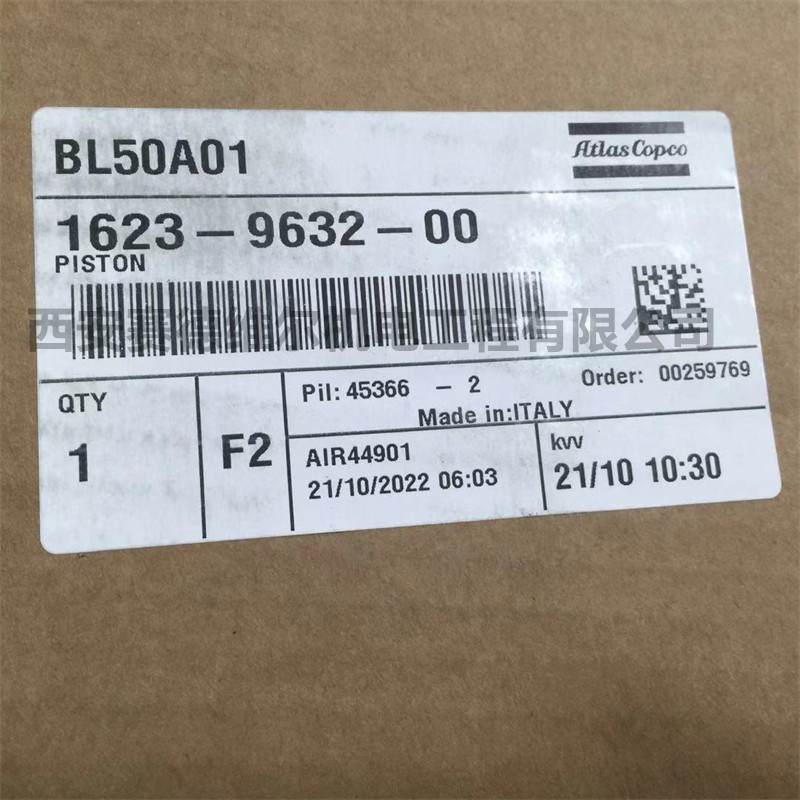 BL50A01
Atlas Copco
1623-9632-00
PISTON
西安赛德维尔机电工程有限公司
QTY
1
F2
Pil: 45366 - 2
Order: 00259769
Made in:ITALY
AIR44901
21/10/2022 06:03
kvv
21/10 10:30